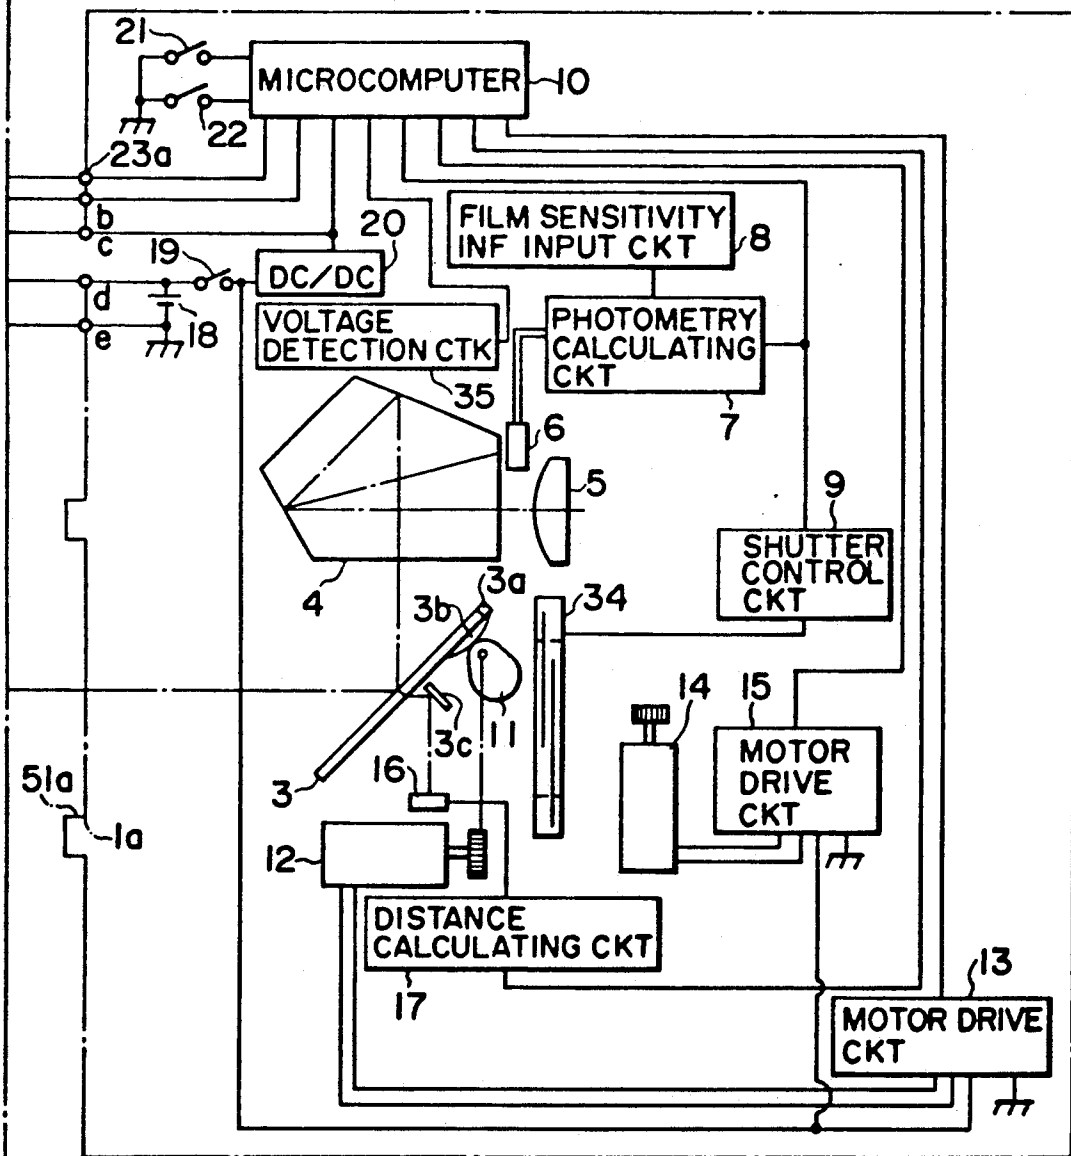 21
MICROCOMPUTER
10
22
23a
b
c
19
20
FILM SENSITIVITY
INF INPUT CKT
8
DC/DC
d
18
e
VOLTAGE
DETECTION CTK
35
PHOTOMETRY
CALCULATING
CKT
7
6
5
9
SHUTTER
CONTROL
CKT
4
3a
3b
34
11
3c
14
15
MOTOR
DRIVE
CKT
3
16
51a
1a
12
DISTANCE
CALCULATING CKT
17
13
MOTOR DRIVE
CKT